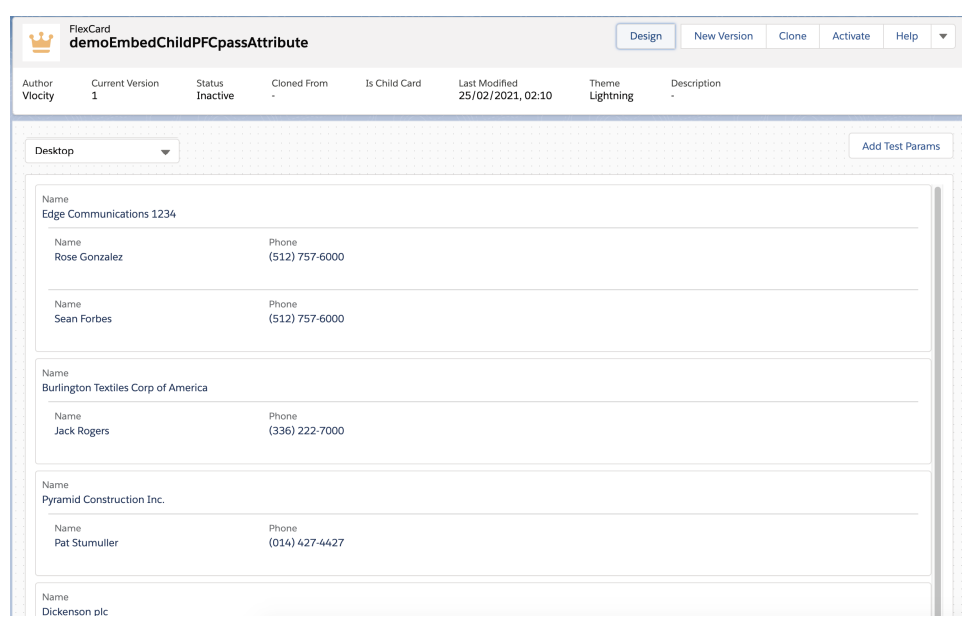 FlexCard
demoEmbedChildPFCpassAttribute
Design New Version Clone Activate Help
Author Current Version Status Cloned From Is Child Card Last Modified Theme Description
Vlocity 1 Inactive - 25/02/2021, 02:10 Lightning -
Desktop Add Test Params
Name
Edge Communications 1234
Name Phone
Rose Gonzalez (512) 757-6000
Name Phone
Sean Forbes (512) 757-6000
Name
Burlington Textiles Corp of America
Name Phone
Jack Rogers (336) 222-7000
Name
Pyramid Construction Inc.
Name Phone
Pat Stumuller (014) 427-4427
Name
Dickenson plc